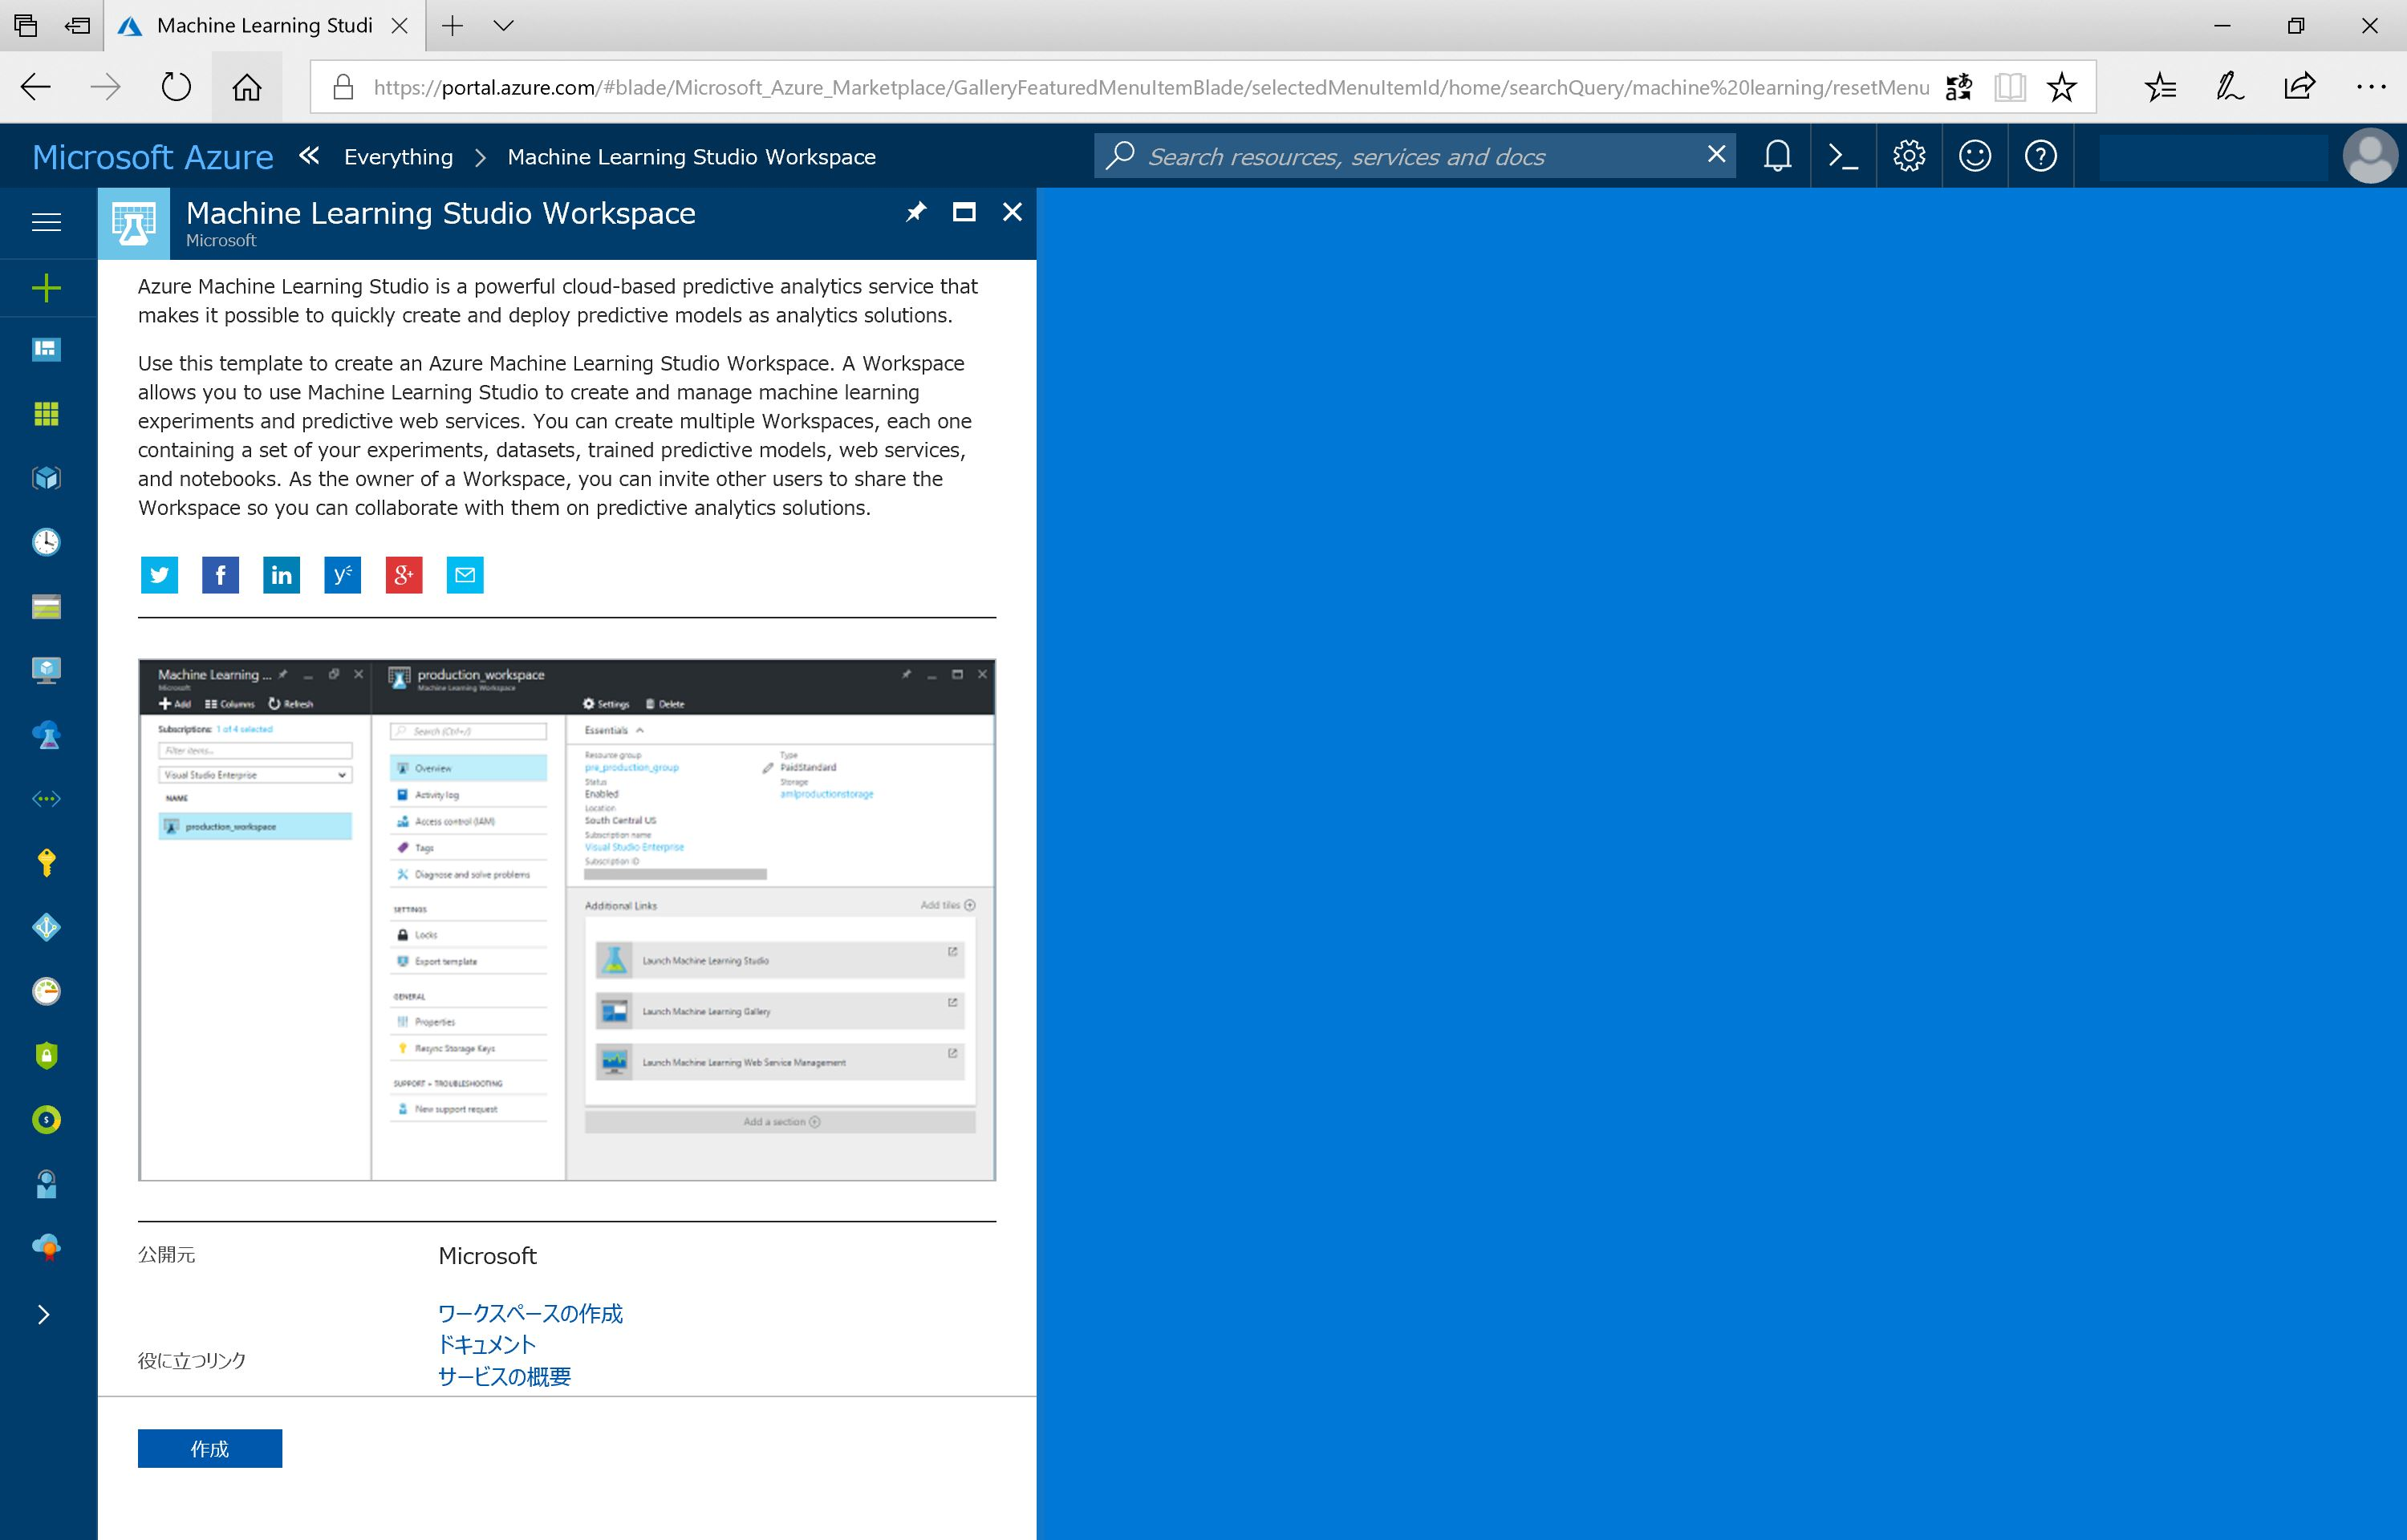 Machine Learning Studi
https://portal.azure.com/#blade/Microsoft_Azure_Marketplace/GalleryFeaturedMenuItemBlade/selectedMenuItemId/home/searchQuery/machine%20learning/resetMenu
Microsoft Azure
Everything
Machine Learning Studio Workspace
Search resources, services and docs
Machine Learning Studio Workspace
Microsoft
Azure Machine Learning Studio is a powerful cloud-based predictive analytics service that
makes it possible to quickly create and deploy predictive models as analytics solutions.
Use this template to create an Azure Machine Learning Studio Workspace. A Workspace
allows you to use Machine Learning Studio to create and manage machine learning
experiments and predictive web services. You can create multiple Workspaces, each one
containing a set of your experiments, datasets, trained predictive models, web services,
and notebooks. As the owner of a Workspace, you can invite other users to share the
Workspace so you can collaborate with them on predictive analytics solutions.
Machine Learning ...
Microsoft
Add Columns Refresh
Subscriptions: 1 of 4 selected
Filter items...
Visual Studio Enterprise
NAME
production_workspace
production_workspace
Machine Learning Workspace
Settings Delete
Search (Ctrl+/)
Overview
Activity log
Access control (IAM)
Tags
Diagnose and solve problems
SETTINGS
Locks
Export template
GENERAL
Properties
Resync Storage Keys
SUPPORT + TROUBLESHOOTING
New support request
Essentials
Resource group
pre_production_group
Status
Enabled
Location
South Central US
Subscription name
Visual Studio Enterprise
Subscription ID
Type
PaidStandard
Storage
amlproductionstorage
Additional Links
Add tiles
Launch Machine Learning Studio
Launch Machine Learning Gallery
Launch Machine Learning Web Service Management
Add a section
公開元
Microsoft
役に立つリンク
ワークスペースの作成
ドキュメント
サービスの概要
作成